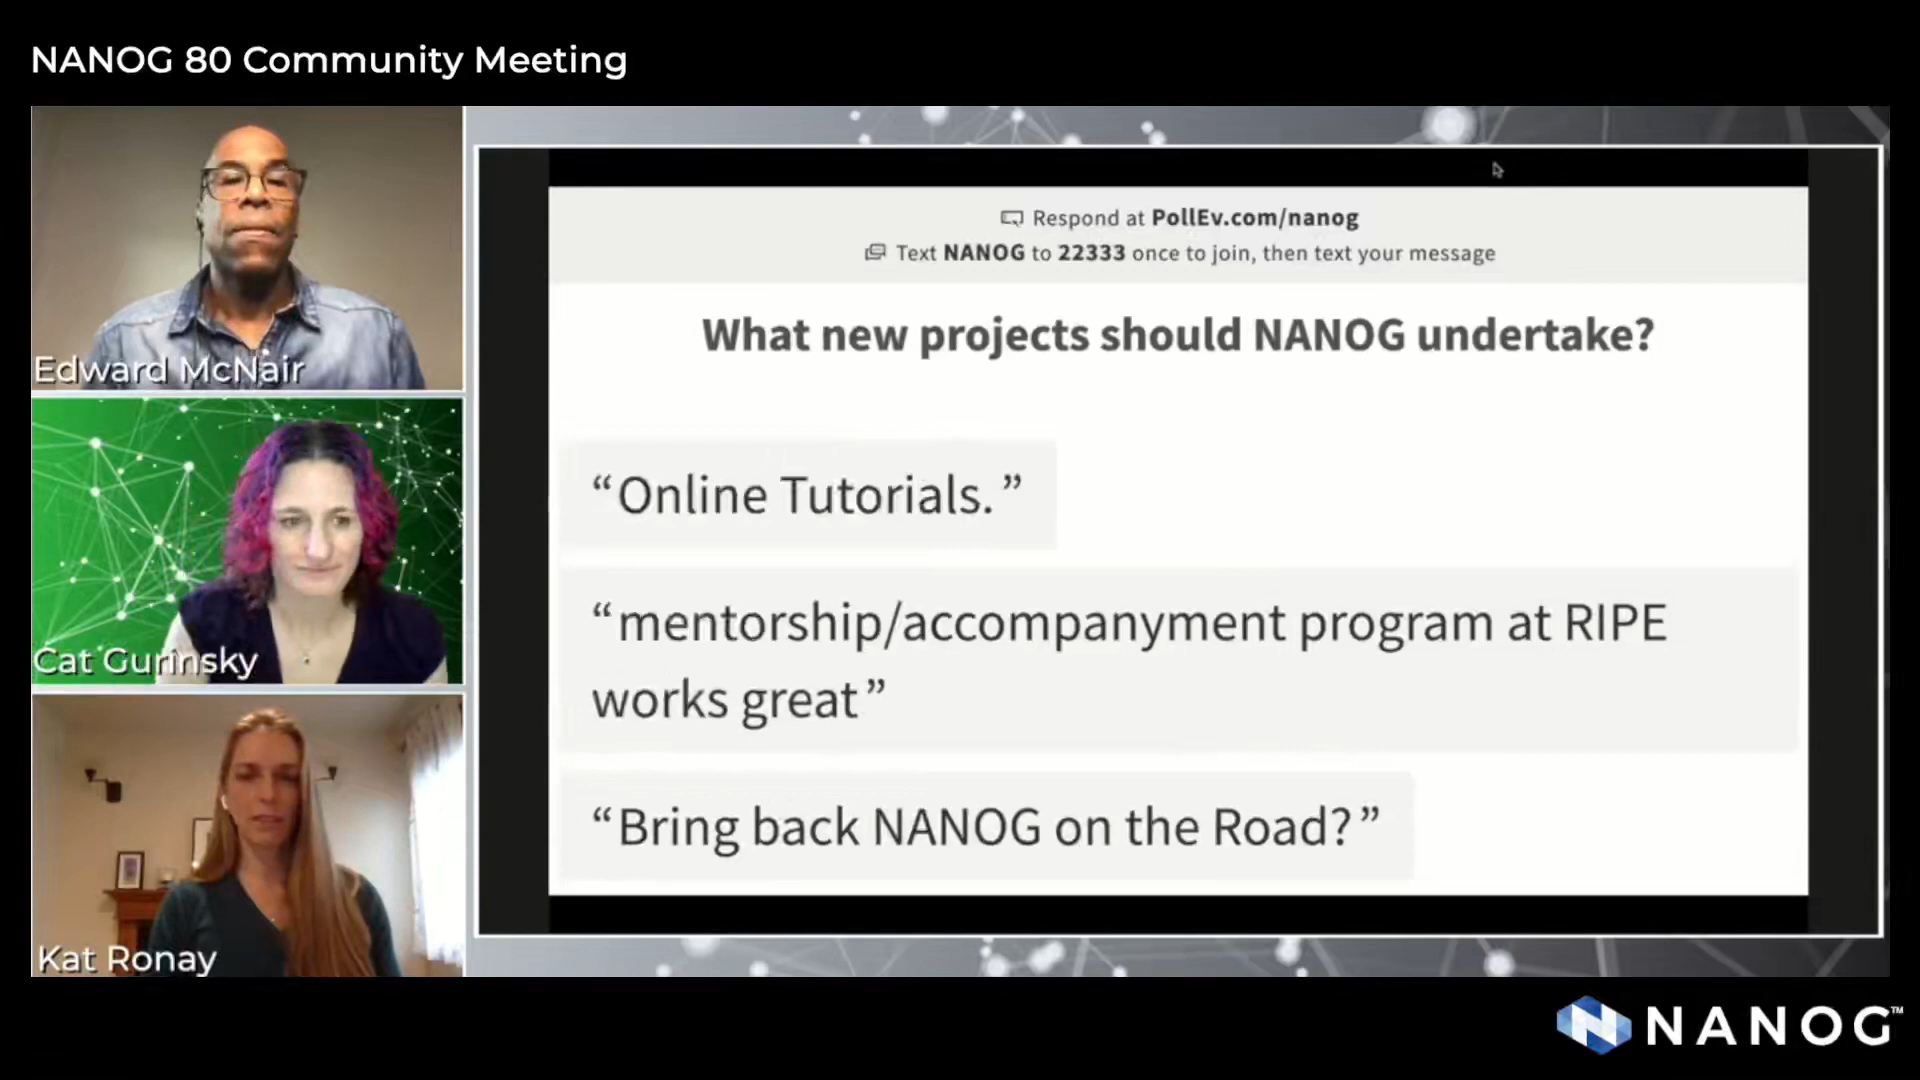 NANOG 80 Community Meeting
Edward McNair
Cat Gurinsky
Kat Ronay
Respond at PollEv.com/nanog
Text NANOG to 22333 once to join, then text your message
What new projects should NANOG undertake?
“Online Tutorials.”
“mentorship/accompanyment program at RIPE
works great”
“Bring back NANOG on the Road?”
NANOG™